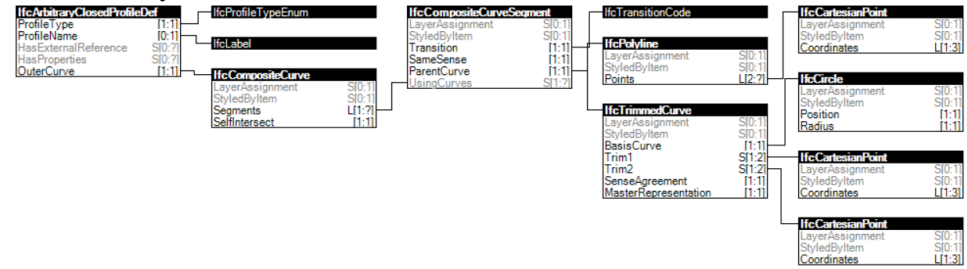 IfcArbitraryClosedProfileDef
ProfileType [1:1]
ProfileName [0:1]
HasExternalReference S[0:?]
HasProperties S[0:?]
OuterCurve [1:1]
IfcProfileTypeEnum
IfcLabel
IfcCompositeCurve
LayerAssignment S[0:1]
StyledByItem S[0:1]
Segments L[1:?]
SelfIntersect [1:1]
IfcCompositeCurveSegment
LayerAssignment S[0:1]
StyledByItem S[0:1]
Transition [1:1]
SameSense [1:1]
ParentCurve [1:1]
UsingCurves S[1:?]
IfcTransitionCode
IfcPolyline
LayerAssignment S[0:1]
StyledByItem S[0:1]
Points L[2:?]
IfcTrimmedCurve
LayerAssignment S[0:1]
StyledByItem S[0:1]
BasisCurve [1:1]
Trim1 S[1:2]
Trim2 S[1:2]
SenseAgreement [1:1]
MasterRepresentation [1:1]
IfcCartesianPoint
LayerAssignment S[0:1]
StyledByItem S[0:1]
Coordinates L[1:3]
IfcCircle
LayerAssignment S[0:1]
StyledByItem S[0:1]
Position [1:1]
Radius [1:1]
IfcCartesianPoint
LayerAssignment S[0:1]
StyledByItem S[0:1]
Coordinates L[1:3]
IfcCartesianPoint
LayerAssignment S[0:1]
StyledByItem S[0:1]
Coordinates L[1:3]